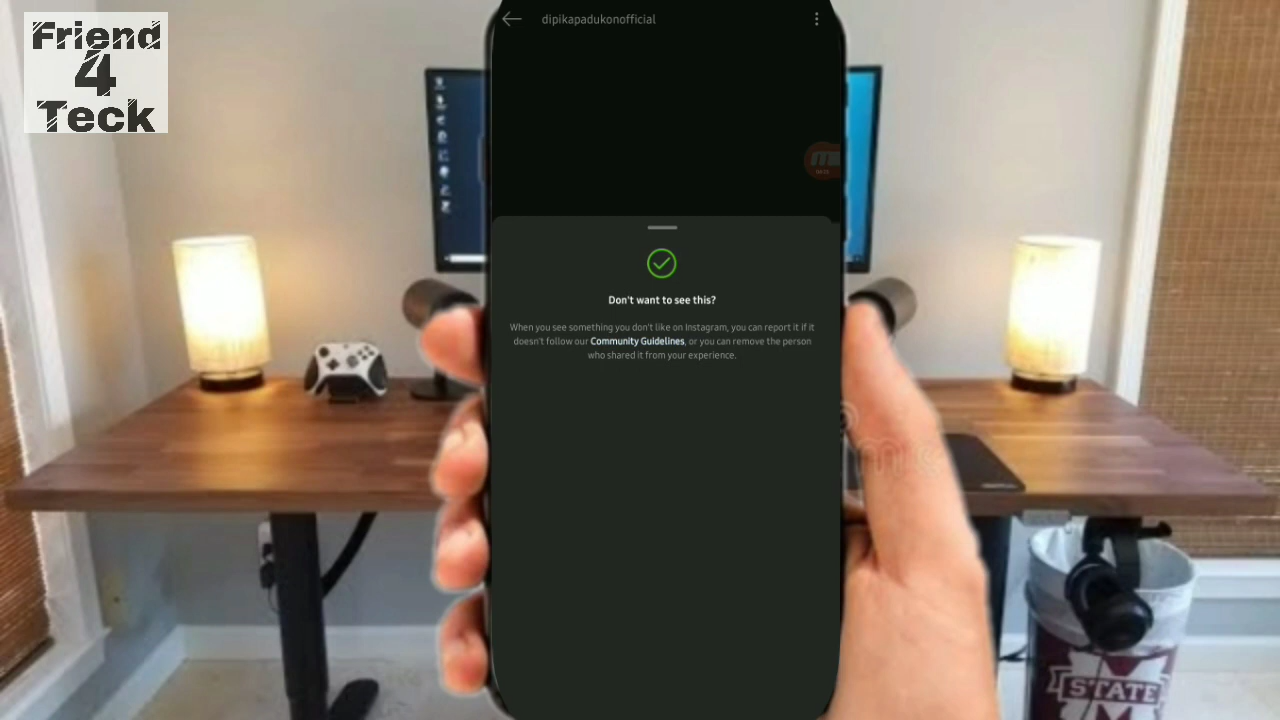 Friend
4
Teck
dipikapadukonofficial
Don't want to see this?
When you see something you don't like on Instagram, you can report it if it
doesn't follow our Community Guidelines, or you can remove the person
who shared it from your experience.
STATE